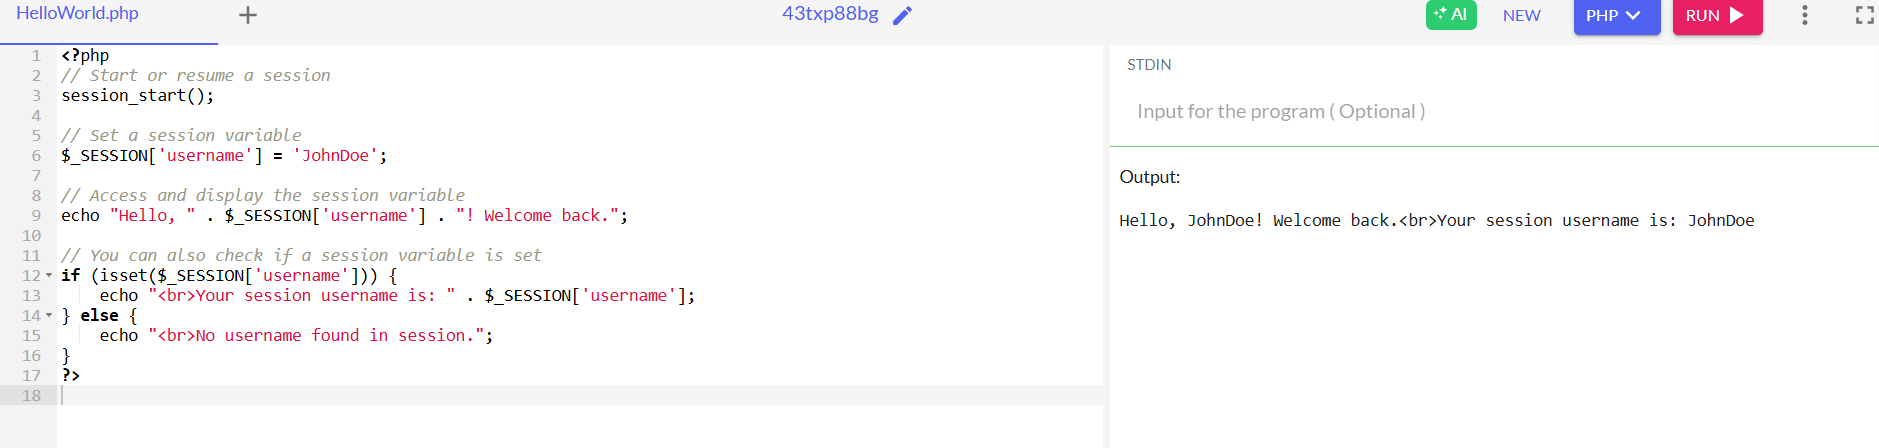 HelloWorld.php
43txp88bg
AI
NEW
PHP
RUN
1 <?php
2 // Start or resume a session
3 session_start();
4
5 // Set a session variable
6 $_SESSION['username'] = 'JohnDoe';
7
8 // Access and display the session variable
9 echo "Hello, " . $_SESSION['username'] . "! Welcome back.";
10
11 // You can also check if a session variable is set
12 if (isset($_SESSION['username'])) {
13     echo "<br>Your session username is: " . $_SESSION['username'];
14 } else {
15     echo "<br>No username found in session.";
16 }
17 ?>
18
STDIN
Input for the program ( Optional )
Output:
Hello, JohnDoe! Welcome back.<br>Your session username is: JohnDoe